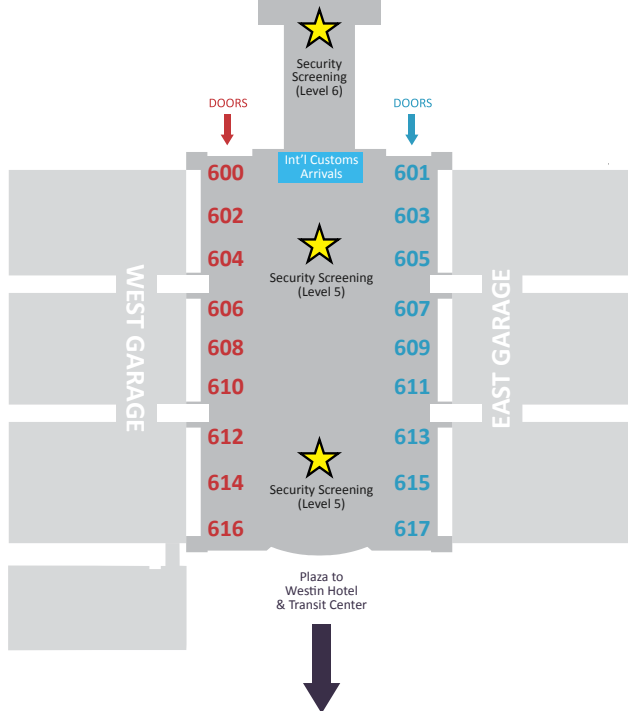 Security
Screening
(Level 6)
DOORS
DOORS
Int'l Customs
Arrivals
600
601
602
603
604
605
Security Screening
(Level 5)
WEST GARAGE
EAST GARAGE
606
607
608
609
610
611
612
613
614
615
Security Screening
(Level 5)
616
617
Plaza to
Westin Hotel
& Transit Center